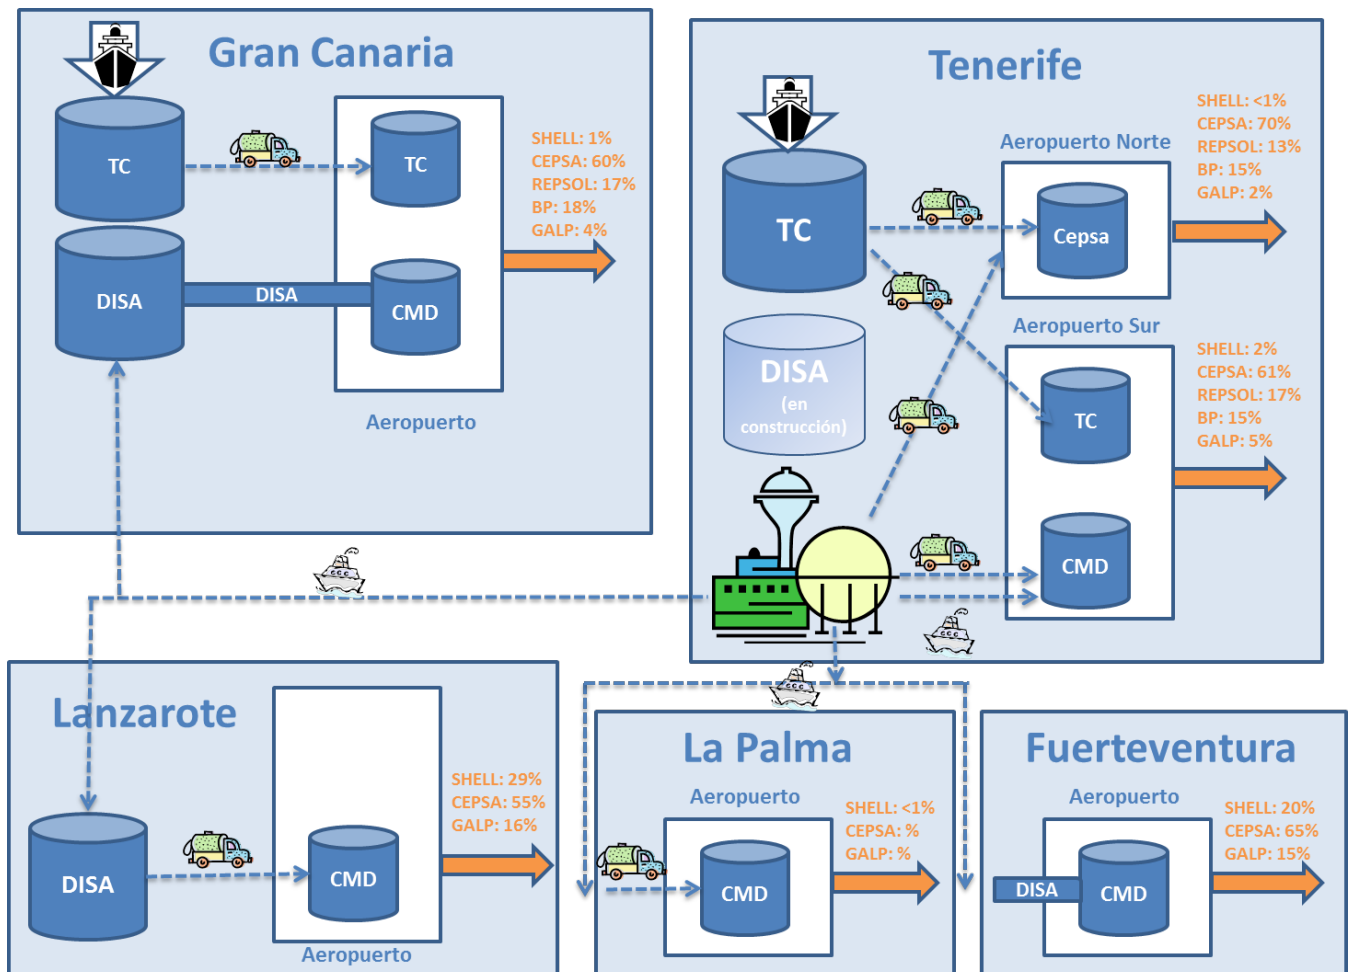 Gran Canaria
TC
TC
SHELL: 1%
CEPSA: 60%
REPSOL: 17%
BP: 18%
GALP: 4%
DISA
DISA
CMD
Aeropuerto
Tenerife
TC
Aeropuerto Norte
Cepsa
SHELL: <1%
CEPSA: 70%
REPSOL: 13%
BP: 15%
GALP: 2%
DISA
(en
construcción)
Aeropuerto Sur
TC
CMD
SHELL: 2%
CEPSA: 61%
REPSOL: 17%
BP: 15%
GALP: 5%
Lanzarote
DISA
CMD
Aeropuerto
SHELL: 29%
CEPSA: 55%
GALP: 16%
La Palma
Aeropuerto
CMD
SHELL: <1%
CEPSA: %
GALP: %
Fuerteventura
Aeropuerto
DISA
CMD
SHELL: 20%
CEPSA: 65%
GALP: 15%